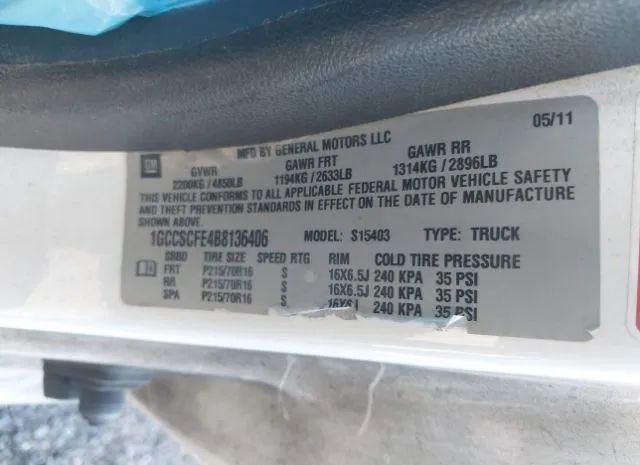 05/11
MFD BY GENERAL MOTORS LLC
GM
GVWR GAWR FRT GAWR RR
2200KG / 4850LB 1194KG / 2633LB 1314KG / 2896LB
THIS VEHICLE CONFORMS TO ALL APPLICABLE FEDERAL MOTOR VEHICLE SAFETY
AND THEFT PREVENTION STANDARDS IN EFFECT ON THE DATE OF MANUFACTURE
SHOWN ABOVE.
1GCCSCFE4B8136406 MODEL: S15403 TYPE: TRUCK
TIRE SIZE SPEED RTG RIM COLD TIRE PRESSURE
FRT P215/70R16 S 16X6.5J 240 KPA 35 PSI
RR P215/70R16 S 16X6.5J 240 KPA 35 PSI
SPA P215/70R16 S 240 KPA 35 PSI